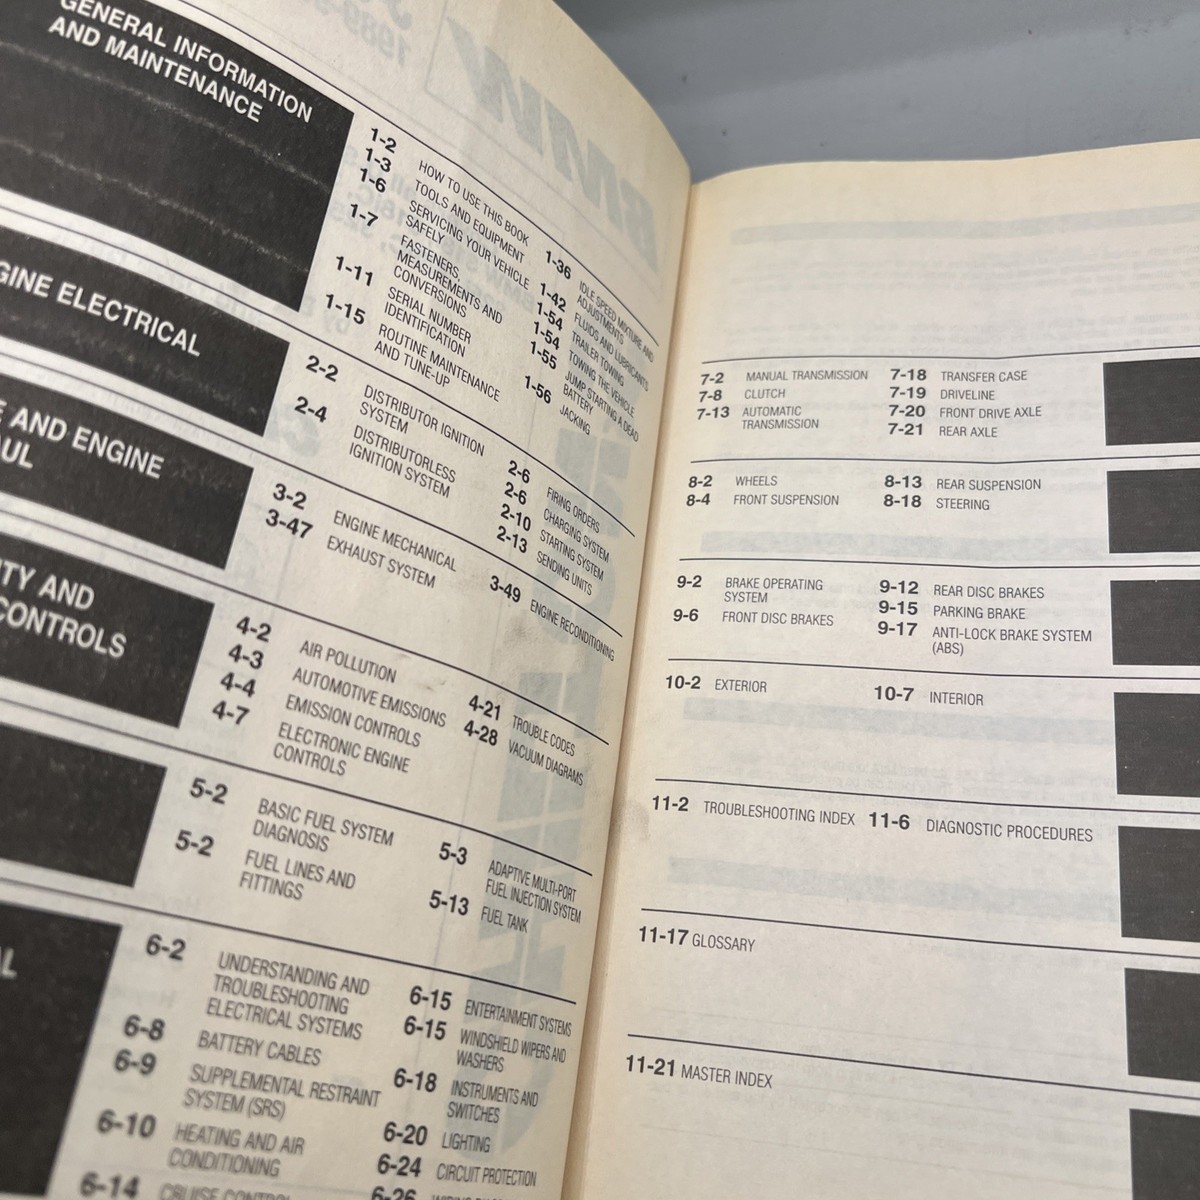 GENERAL INFORMATION
AND MAINTENANCE
1-2 HOW TO USE THIS BOOK
1-3 TOOLS AND EQUIPMENT
1-6 SERVICING YOUR VEHICLE
SAFELY
1-7 FASTENERS,
MEASUREMENTS AND
CONVERSIONS
1-11 SERIAL NUMBER
IDENTIFICATION
1-15 ROUTINE MAINTENANCE
AND TUNE-UP
1-36 IDLE SPEED MIXTURE AND
ADJUSTMENTS
1-42 FLUIDS AND LUBRICANTS
1-54 TRAILER TOWING
1-54 TOWING THE VEHICLE
1-55 JUMP STARTING A DEAD
BATTERY
1-56 JACKING
GINE ELECTRICAL
2-2 DISTRIBUTOR IGNITION
SYSTEM
2-4 DISTRIBUTORLESS
IGNITION SYSTEM
2-6 FIRING ORDERS
2-6 CHARGING SYSTEM
2-10 STARTING SYSTEM
2-13 SENDING UNITS
E AND ENGINE
AUL
3-2 ENGINE MECHANICAL
3-47 EXHAUST SYSTEM
3-49 ENGINE RECONDITIONING
TY AND
CONTROLS
4-2 AIR POLLUTION
4-3 AUTOMOTIVE EMISSIONS
4-4 EMISSION CONTROLS
4-7 ELECTRONIC ENGINE
CONTROLS
4-21 TROUBLE CODES
4-28 VACUUM DIAGRAMS
5-2 BASIC FUEL SYSTEM
DIAGNOSIS
5-2 FUEL LINES AND
FITTINGS
5-3 ADAPTIVE MULTI-PORT
FUEL INJECTION SYSTEM
5-13 FUEL TANK
AL
6-2 UNDERSTANDING AND
TROUBLESHOOTING
ELECTRICAL SYSTEMS
6-8 BATTERY CABLES
6-9 SUPPLEMENTAL RESTRAINT
SYSTEM (SRS)
6-10 HEATING AND AIR
CONDITIONING
6-14 CRUISE CONTROL
6-15 ENTERTAINMENT SYSTEMS
6-15 WINDSHIELD WIPERS AND
WASHERS
6-18 INSTRUMENTS AND
SWITCHES
6-20 LIGHTING
6-24 CIRCUIT PROTECTION
6-26
7-2 MANUAL TRANSMISSION
7-8 CLUTCH
7-13 AUTOMATIC
TRANSMISSION
7-18 TRANSFER CASE
7-19 DRIVELINE
7-20 FRONT DRIVE AXLE
7-21 REAR AXLE
8-2 WHEELS
8-4 FRONT SUSPENSION
8-13 REAR SUSPENSION
8-18 STEERING
9-2 BRAKE OPERATING
SYSTEM
9-6 FRONT DISC BRAKES
9-12 REAR DISC BRAKES
9-15 PARKING BRAKE
9-17 ANTI-LOCK BRAKE SYSTEM
(ABS)
10-2 EXTERIOR
10-7 INTERIOR
11-2 TROUBLESHOOTING INDEX
11-6 DIAGNOSTIC PROCEDURES
11-17 GLOSSARY
11-21 MASTER INDEX